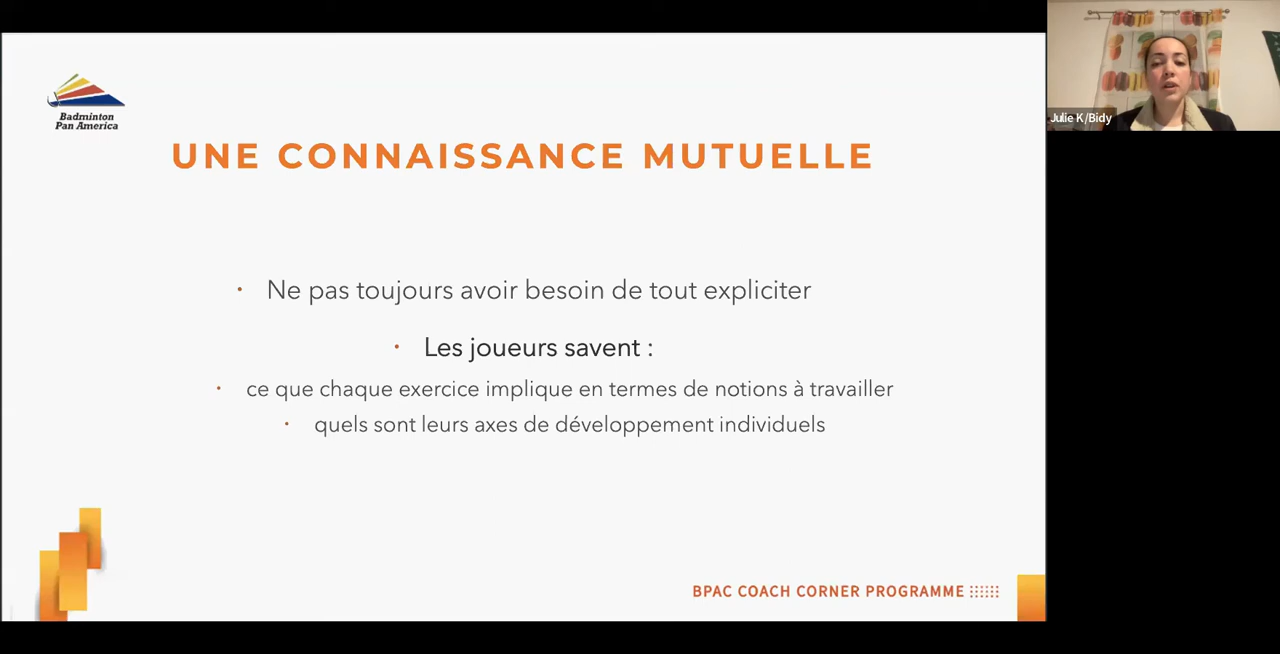 Badminton
Pan America
UNE CONNAISSANCE MUTUELLE
• Ne pas toujours avoir besoin de tout expliciter
• Les joueurs savent :
• ce que chaque exercice implique en termes de notions à travailler
• quels sont leurs axes de développement individuels
BPAC COACH CORNER PROGRAMME
Julie K/Bidy